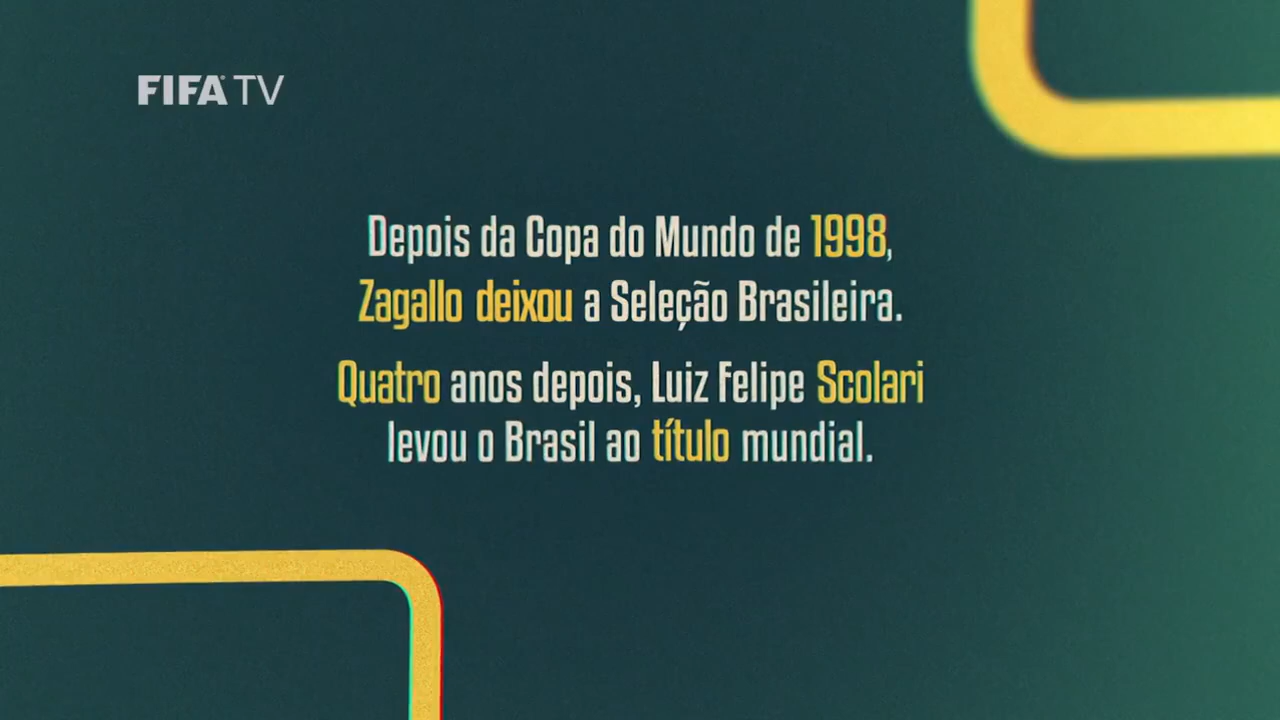 FIFA TV
Depois da Copa do Mundo de 1998,
Zagallo deixou a Seleção Brasileira.
Quatro anos depois, Luiz Felipe Scolari
levou o Brasil ao título mundial.